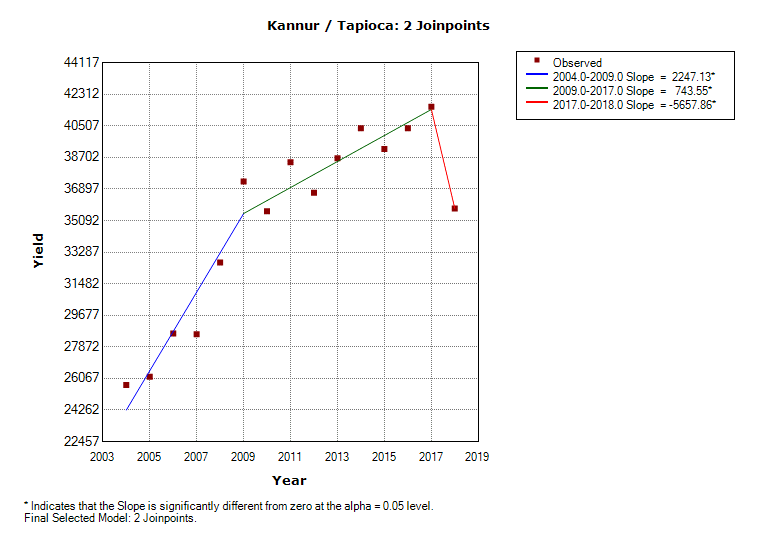 Kannur / Tapioca: 2 Joinpoints
Observed
2004.0-2009.0 Slope = 2247.13*
2009.0-2017.0 Slope = 743.55*
2017.0-2018.0 Slope = -5657.86*
44117
42312
40507
38702
36897
35092
33287
31482
29677
27872
26067
24262
22457
Yield
2003 2005 2007 2009 2011 2013 2015 2017 2019
Year
* Indicates that the Slope is significantly different from zero at the alpha = 0.05 level.
Final Selected Model: 2 Joinpoints.